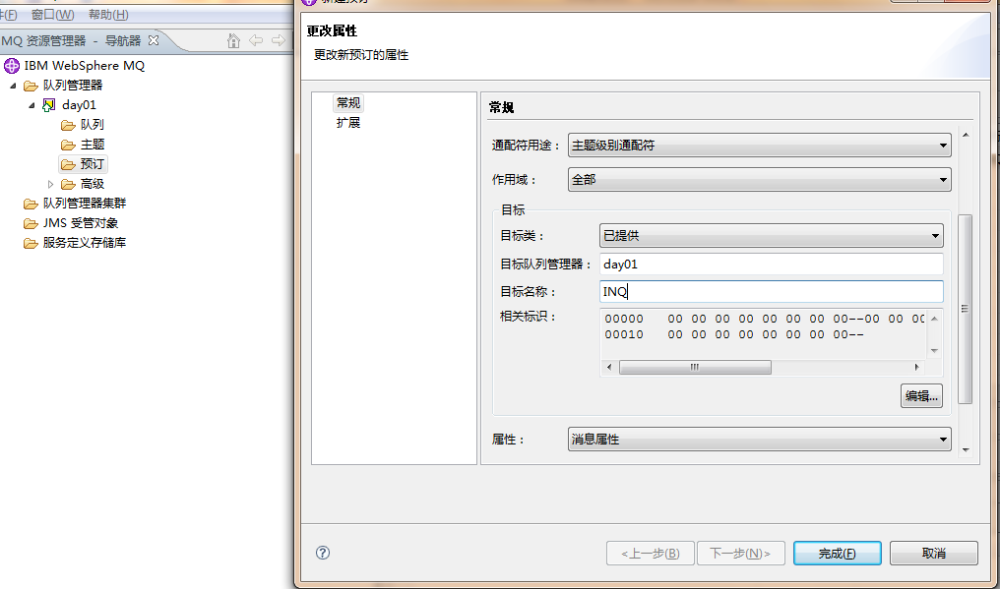 (F) 窗口(W) 帮助(H)
MQ 资源管理器 - 导航器
IBM WebSphere MQ
队列管理器
day01
队列
主题
预订
高级
队列管理器集群
JMS 受管对象
服务定义存储库
新建预订
更改属性
更改新预订的属性
常规
扩展
常规
通配符用途： 主题级别通配符
作用域： 全部
目标
目标类： 已提供
目标队列管理器： day01
目标名称： INQ
相关标识： 00000 00 00 00 00 00 00 00 00--00 00
00010 00 00 00 00 00 00 00 00--
编辑...
属性： 消息属性
<上一步(B) 下一步(N)> 完成(F) 取消